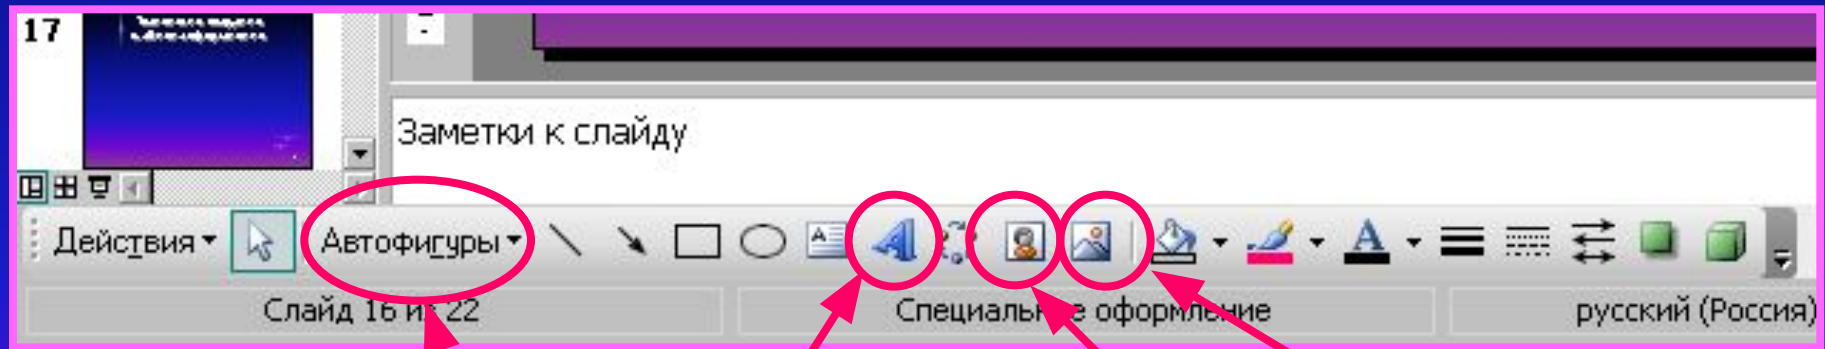 17
Заметки к слайду
Действия Автофигуры
Слайд 16 из 22 Специальное оформление русский (Россия)